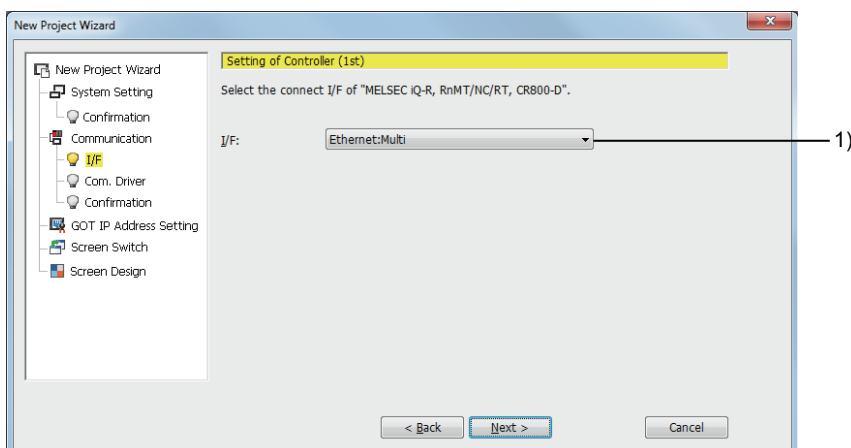 New Project Wizard
x
New Project Wizard
System Setting
Confirmation
Communication
I/F
Com. Driver
Confirmation
GOT IP Address Setting
Screen Switch
Screen Design
Setting of Controller (1st)
Select the connect I/F of "MELSEC iQ-R, RnMT/NC/RT, CR800-D".
I/F: Ethernet:Multi
1)
< Back Next > Cancel